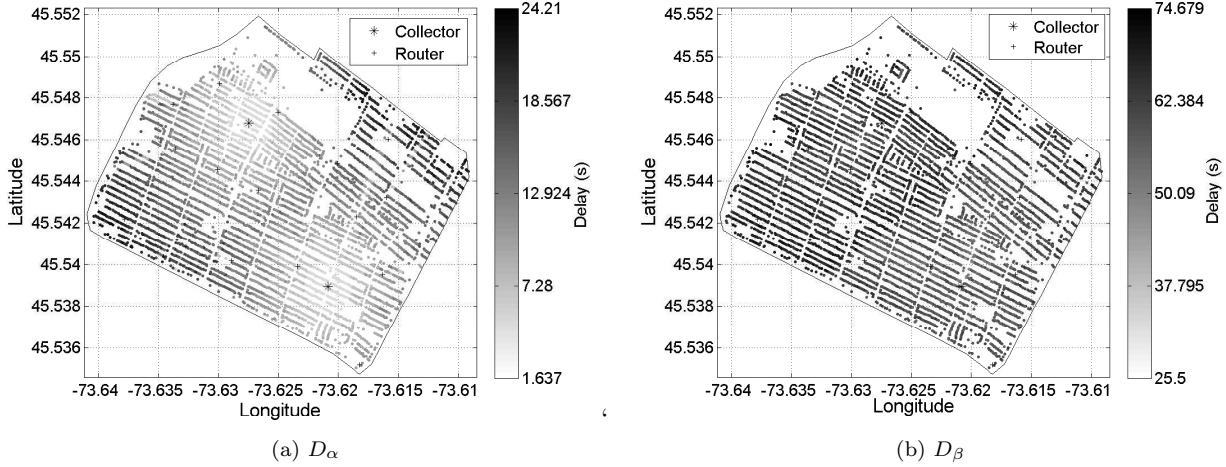 45.552
45.55
45.548
45.546
45.544
45.542
45.54
45.538
45.536
Latitude
-73.64 -73.635 -73.63 -73.625 -73.62 -73.615 -73.61
Longitude
Collector
Router
24.21
18.567
12.924
7.28
1.637
Delay (s)
(a) Dα
45.552
45.55
45.548
45.546
45.544
45.542
45.54
45.538
45.536
Latitude
-73.64 -73.635 -73.63 -73.625 -73.62 -73.615 -73.61
Longitude
Collector
Router
74.679
62.384
50.09
37.795
25.5
Delay (s)
(b) Dβ